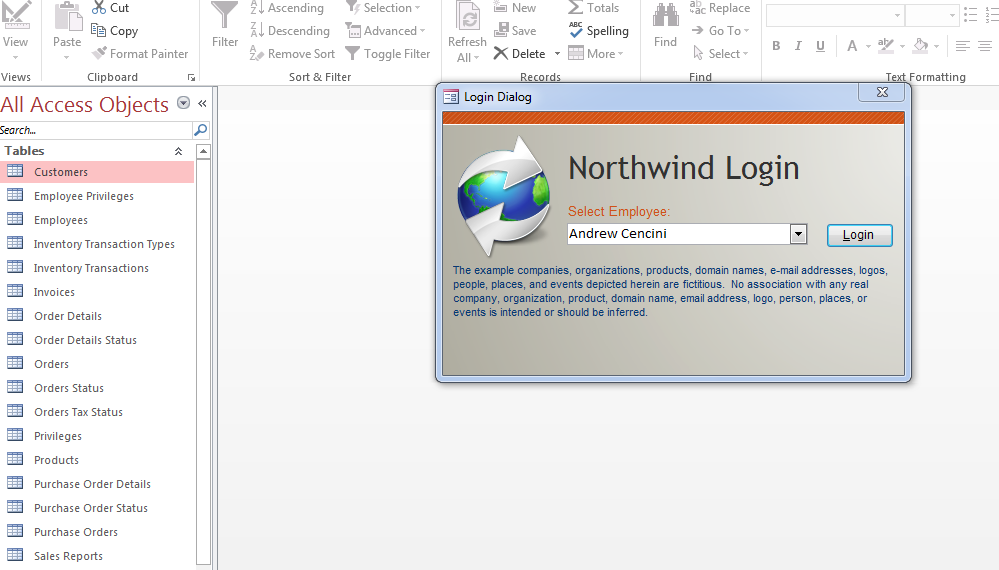 View
Views
Paste
Cut
Copy
Format Painter
Clipboard
Filter
Ascending
Descending
Remove Sort
Selection
Advanced
Toggle Filter
Sort & Filter
Refresh
All
New
Save
Delete
Totals
Spelling
More
Records
Find
Replace
Go To
Select
Find
B I U A
Text Formatting
All Access Objects
Search...
Tables
Customers
Employee Privileges
Employees
Inventory Transaction Types
Inventory Transactions
Invoices
Order Details
Order Details Status
Orders
Orders Status
Orders Tax Status
Privileges
Products
Purchase Order Details
Purchase Order Status
Purchase Orders
Sales Reports
Login Dialog
Northwind Login
Select Employee:
Andrew Cencini
Login
The example companies, organizations, products, domain names, e-mail addresses, logos,
people, places, and events depicted herein are fictitious.  No association with any real
company, organization, product, domain name, email address, logo, person, places, or
events is intended or should be inferred.